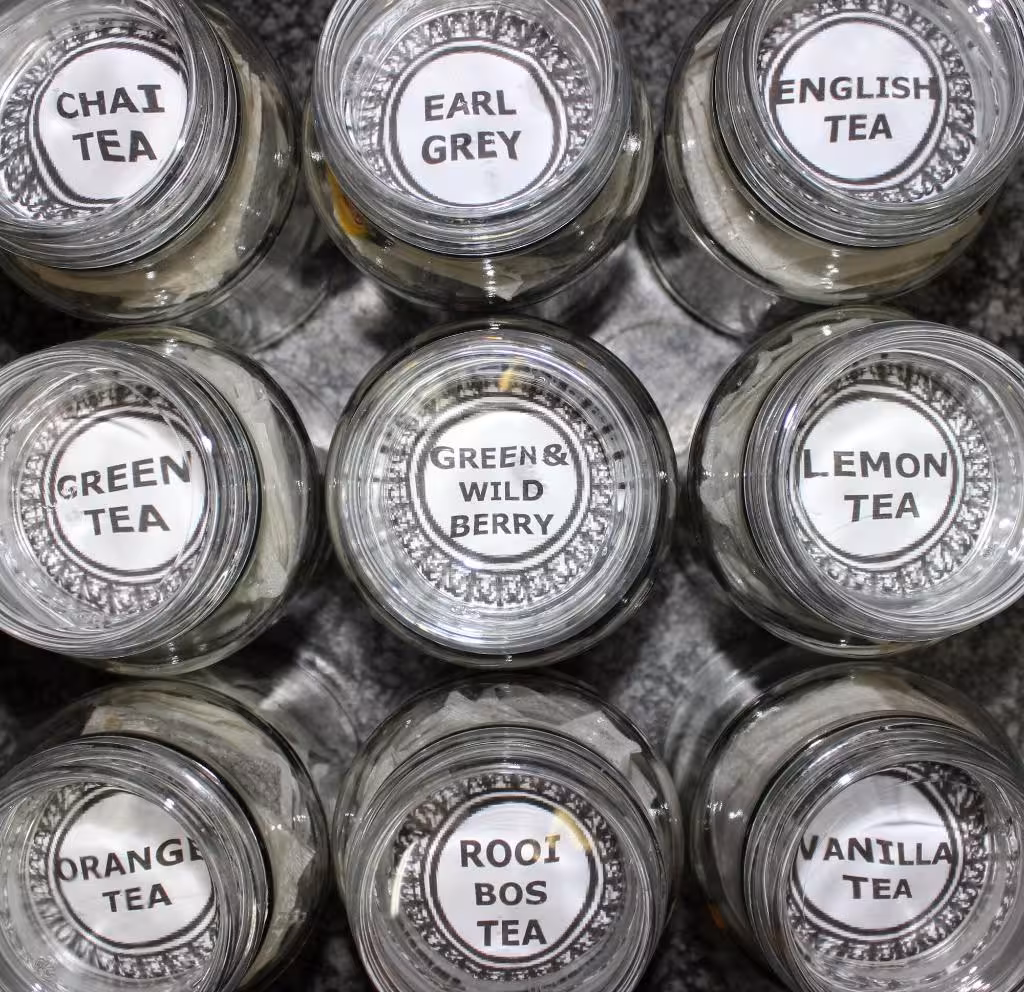 CHAI
TEA
EARL
GREY
ENGLISH
TEA
GREEN
TEA
GREEN &
WILD
BERRY
LEMON
TEA
ORANGE
TEA
ROOI
BOS
TEA
VANILLA
TEA